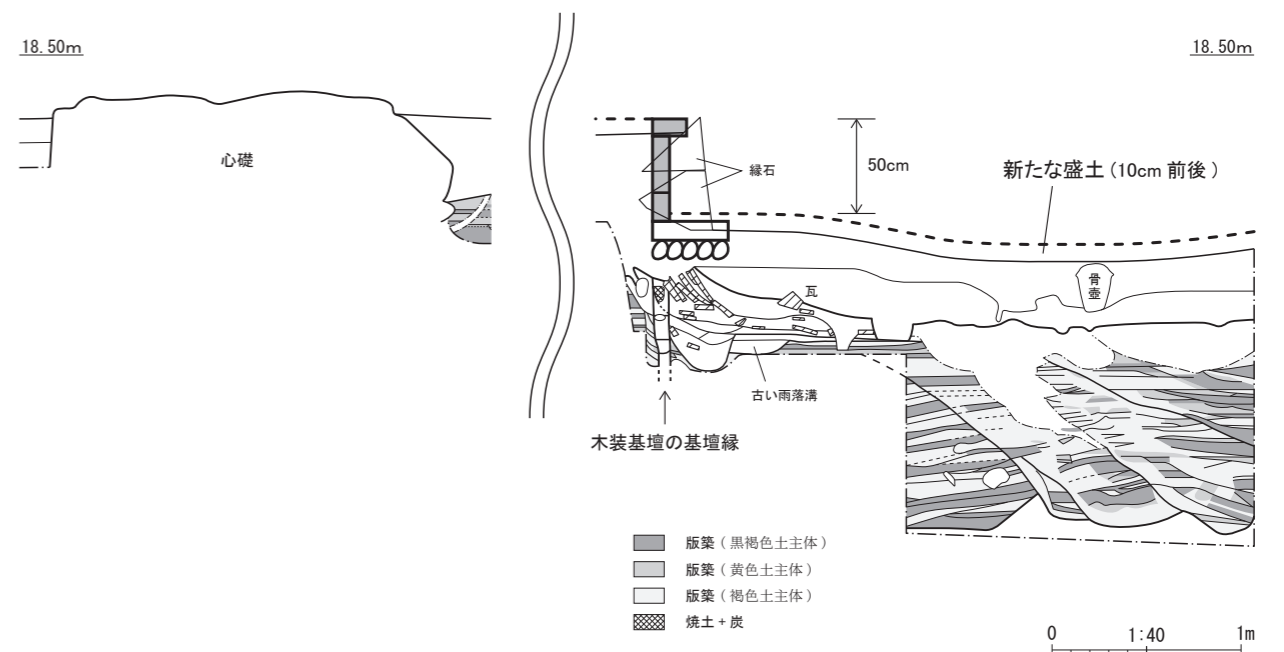 18.50m
18.50m
心礎
縁石
50cm
新たな盛土(10cm 前後 )
骨壺
瓦
古い雨落溝
木装基壇の基壇縁
版築 ( 黒褐色土主体 )
版築 ( 黄色土主体 )
版築 ( 褐色土主体 )
焼土 + 炭
0 1:40 1m